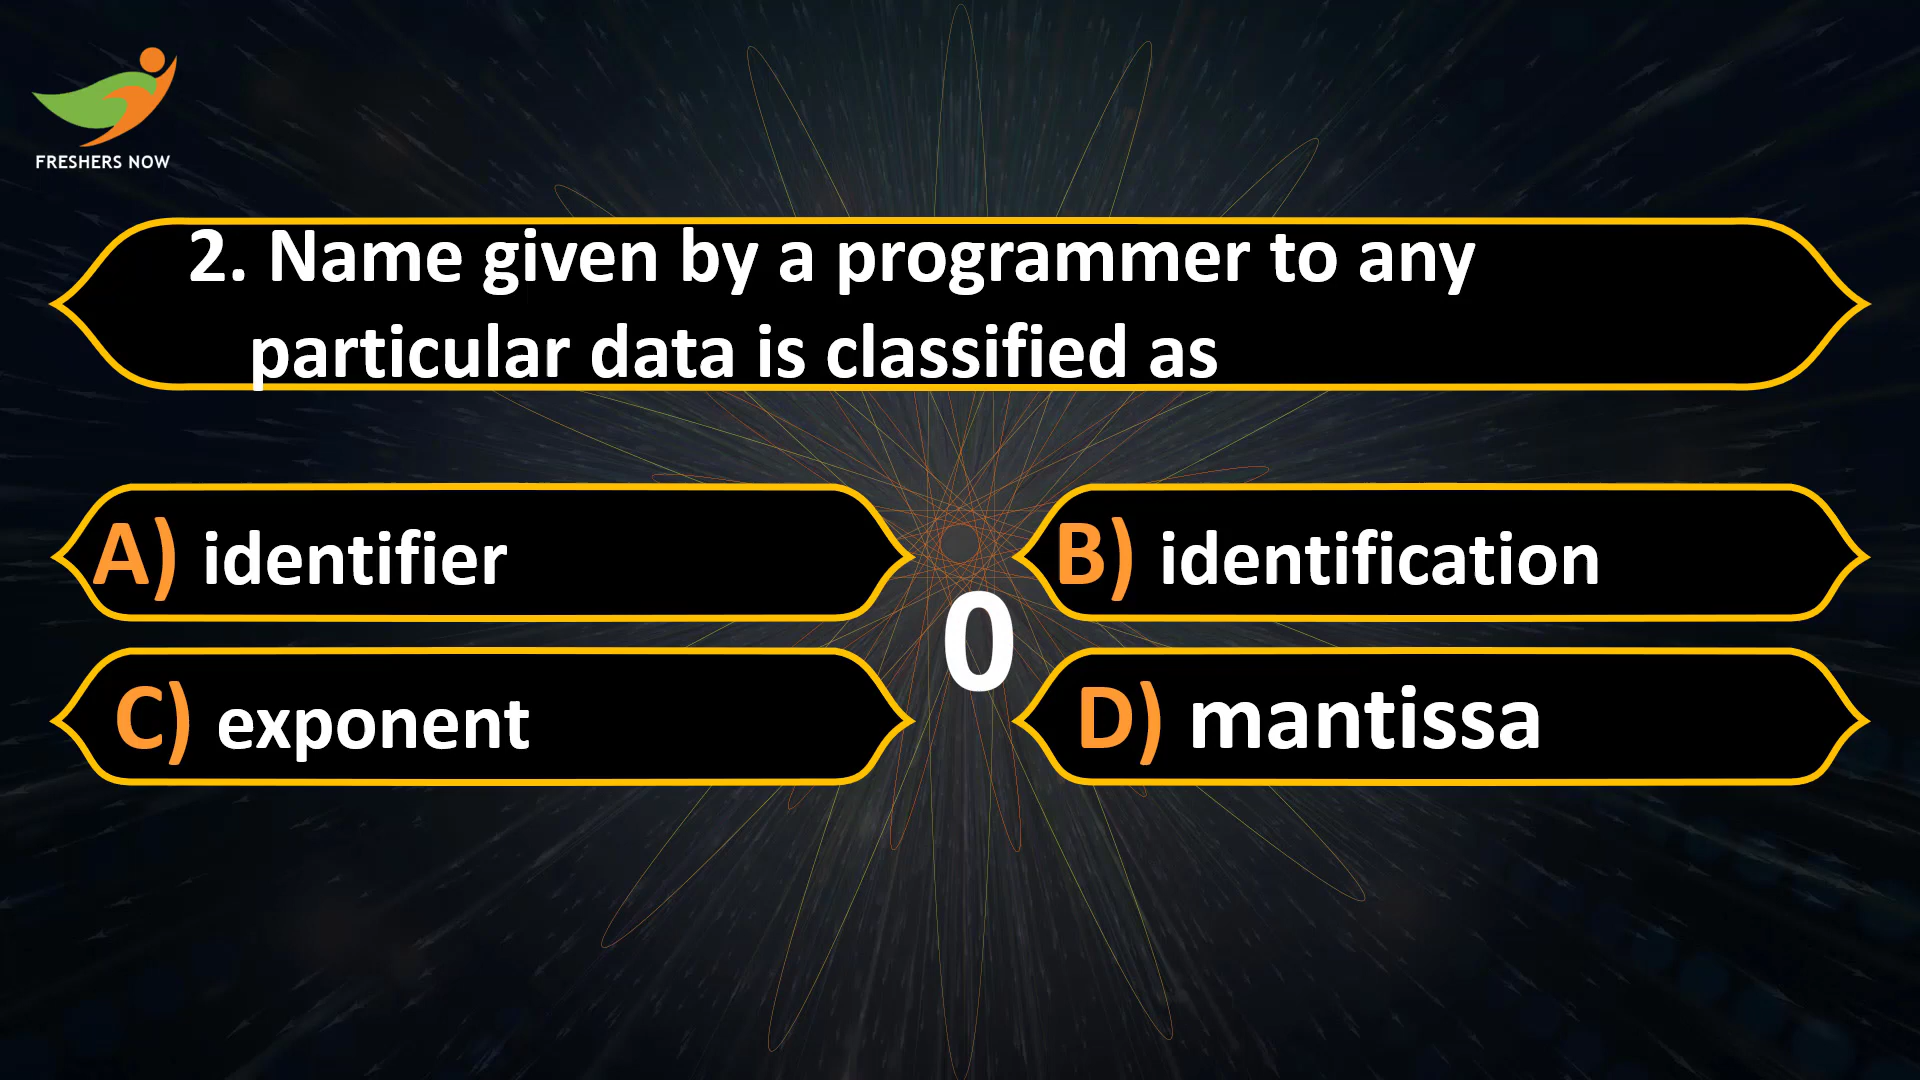 FRESHERS NOW
2. Name given by a programmer to any
particular data is classified as
A) identifier
B) identification
0
C) exponent
D) mantissa